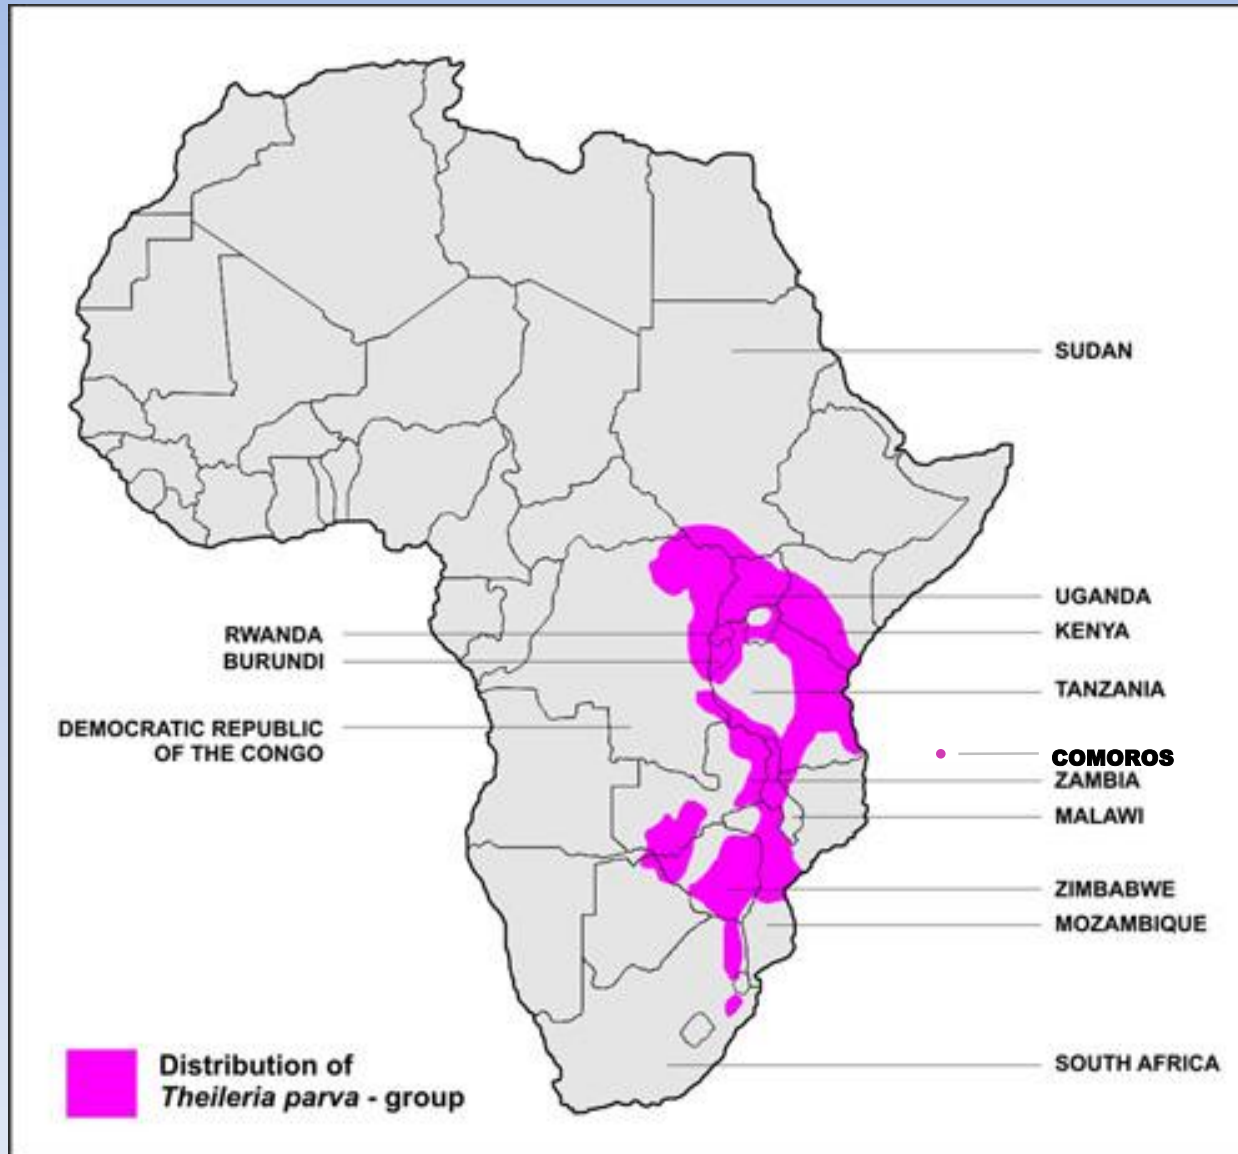 SUDAN
UGANDA
RWANDA
KENYA
BURUNDI
TANZANIA
DEMOCRATIC REPUBLIC
OF THE CONGO
COMOROS
ZAMBIA
MALAWI
ZIMBABWE
MOZAMBIQUE
SOUTH AFRICA
Distribution of
Theileria parva - group